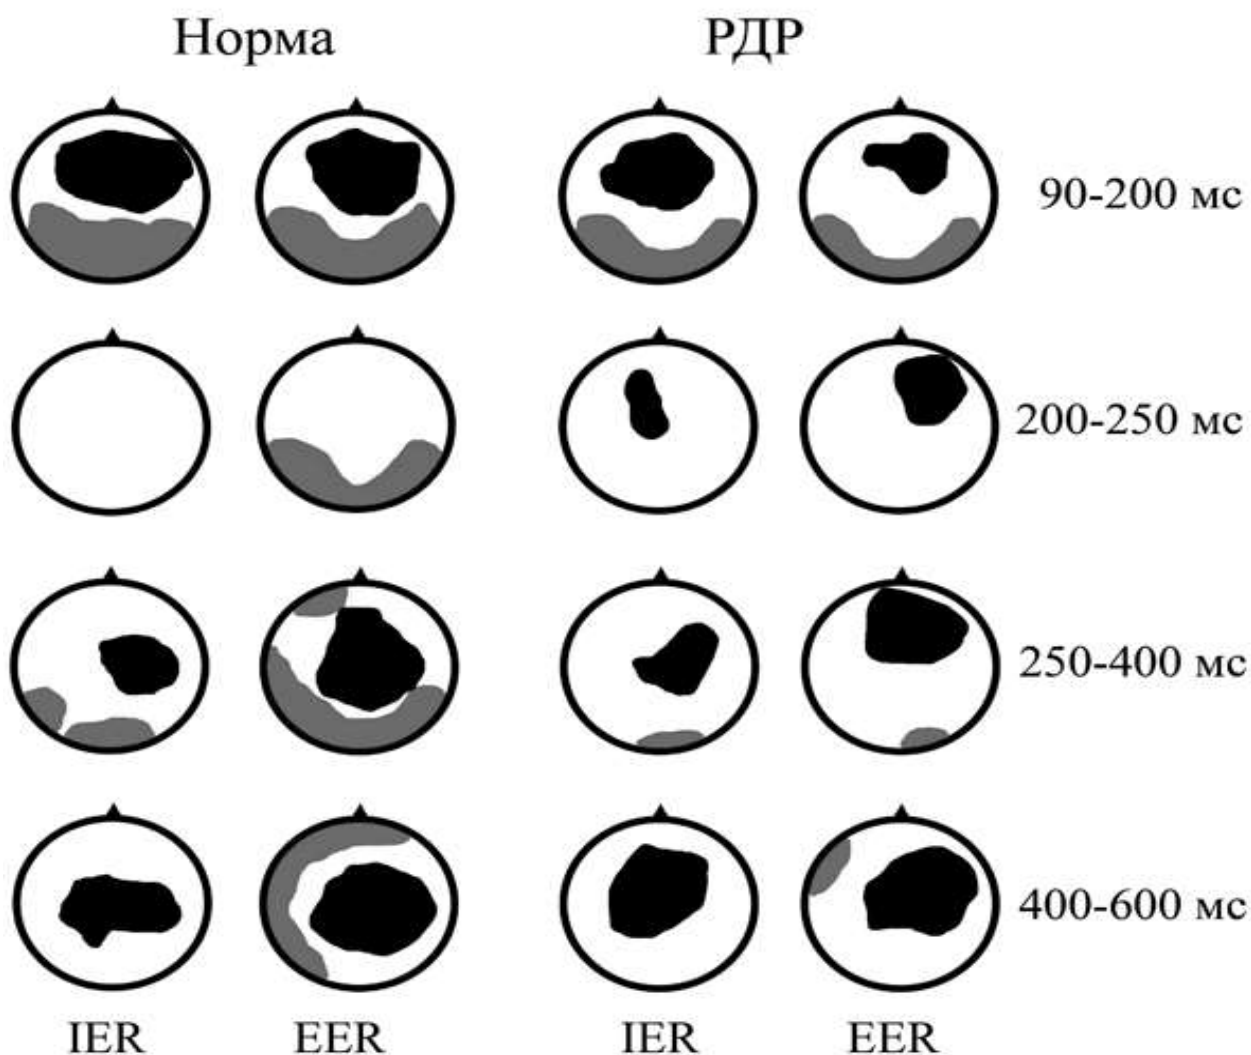 Норма РДР
90-200 мс
200-250 мс
250-400 мс
400-600 мс
IER EER IER EER